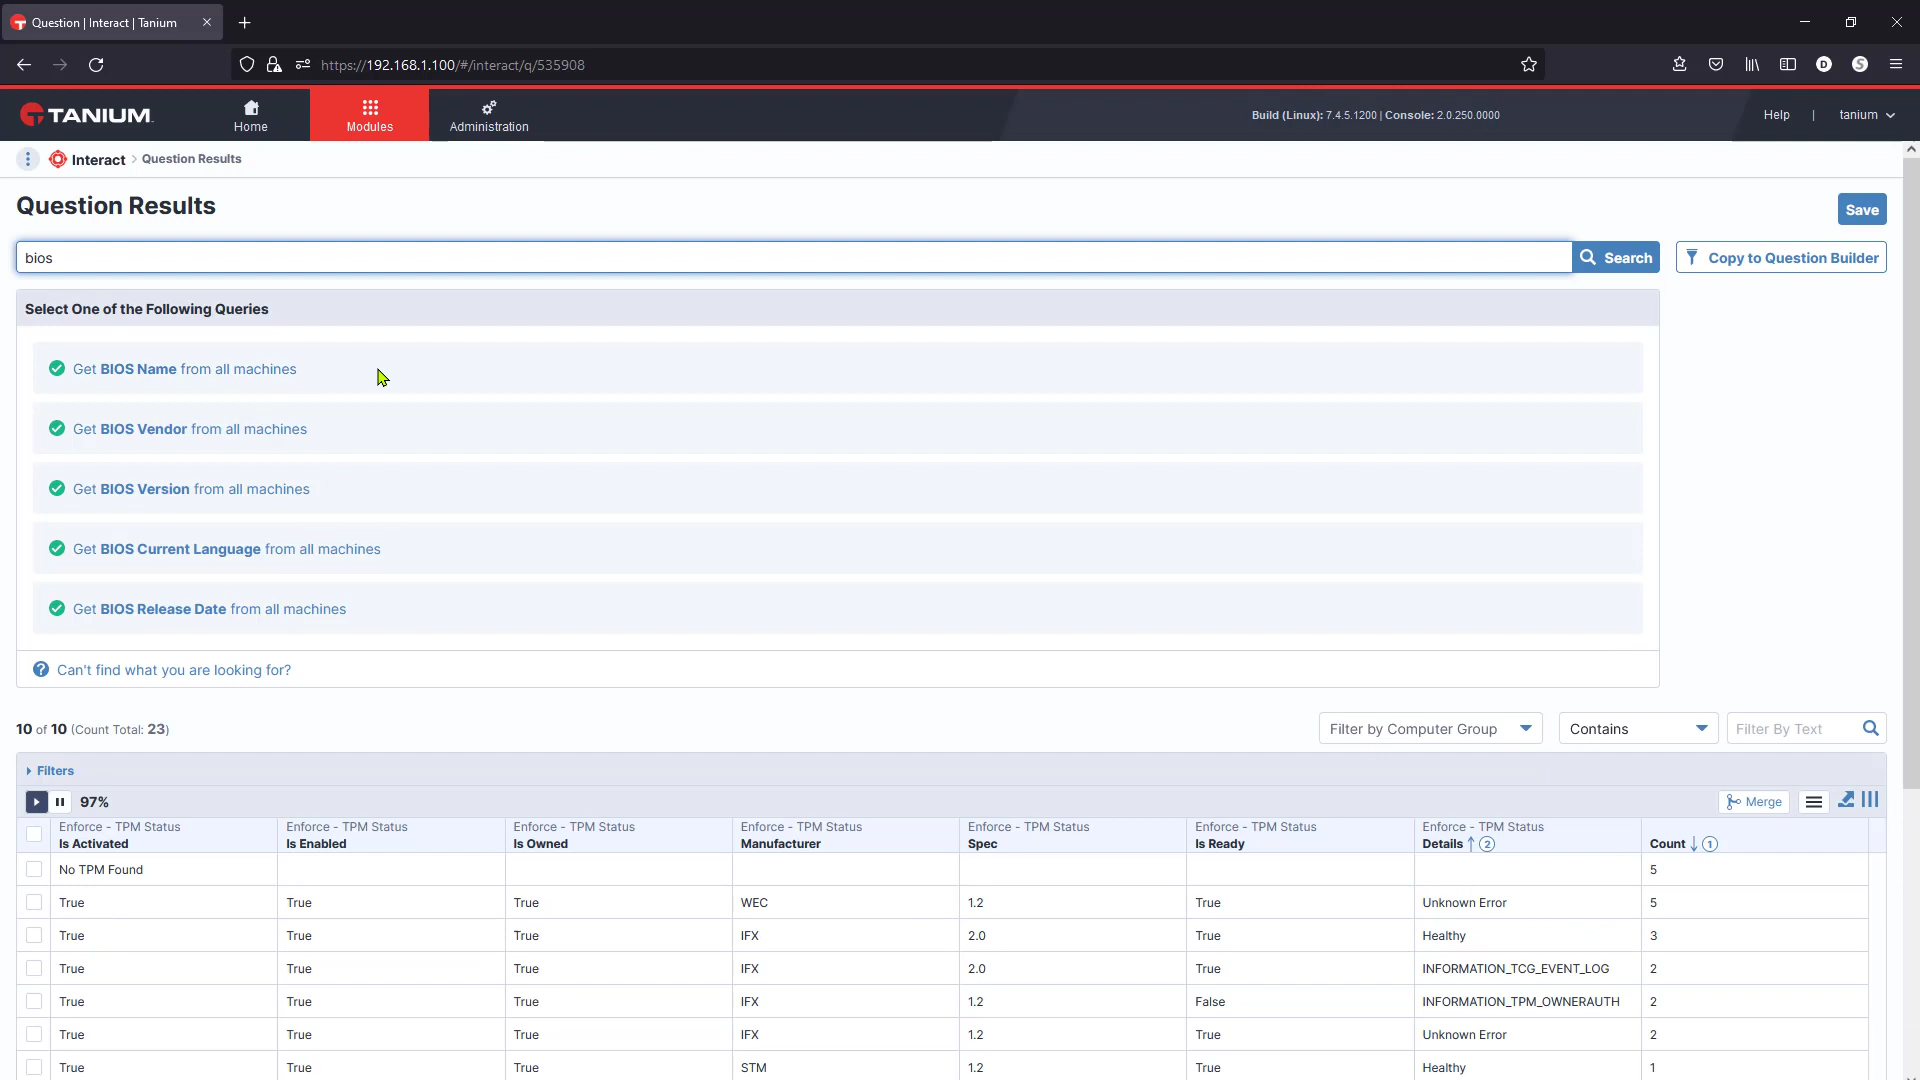 Question | Interact | Tanium
https://192.168.1.100/#/interact/q/535908
TANIUM
Home
Modules
Administration
Build (Linux): 7.4.5.1200 | Console: 2.0.250.0000
Help | tanium
Interact > Question Results
Question Results
Save
bios
Search
Copy to Question Builder
Select One of the Following Queries
Get BIOS Name from all machines
Get BIOS Vendor from all machines
Get BIOS Version from all machines
Get BIOS Current Language from all machines
Get BIOS Release Date from all machines
Can't find what you are looking for?
10 of 10 (Count Total: 23)
Filter by Computer Group
Contains
Filter By Text
Filters
97%
Merge
Enforce - TPM Status Enforce - TPM Status Enforce - TPM Status Enforce - TPM Status Enforce - TPM Status Enforce - TPM Status Enforce - TPM Status
Is Activated Is Enabled Is Owned Manufacturer Spec Is Ready Details 2 Count 1
No TPM Found 5
True True True WEC 1.2 True Unknown Error 5
True True True IFX 2.0 True Healthy 3
True True True IFX 2.0 True INFORMATION_TCG_EVENT_LOG 2
True True True IFX 1.2 False INFORMATION_TPM_OWNERAUTH 2
True True True IFX 1.2 True Unknown Error 2
True True True STM 1.2 True Healthy 1